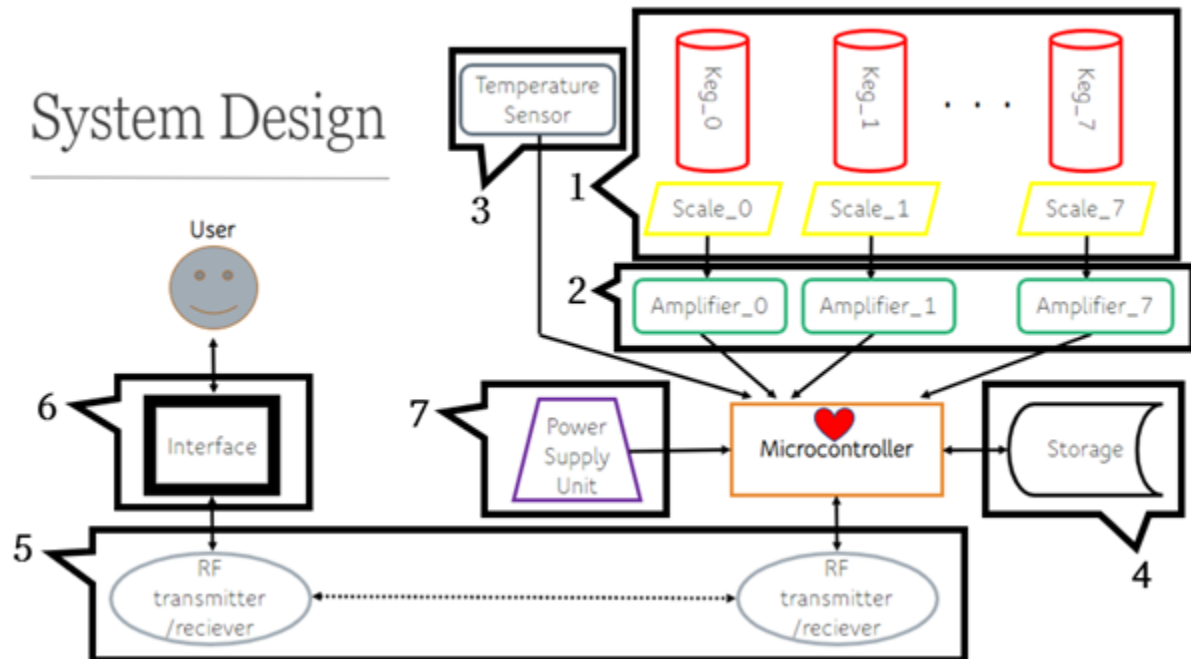 System Design
Temperature
Sensor
3
Keg_0
Keg_1
. . .
Keg_7
1
Scale_0
Scale_1
Scale_7
2
Amplifier_0
Amplifier_1
Amplifier_7
User
6
Interface
7
Power
Supply
Unit
Microcontroller
Storage
4
5
RF
transmitter
/reciever
RF
transmitter
/reciever